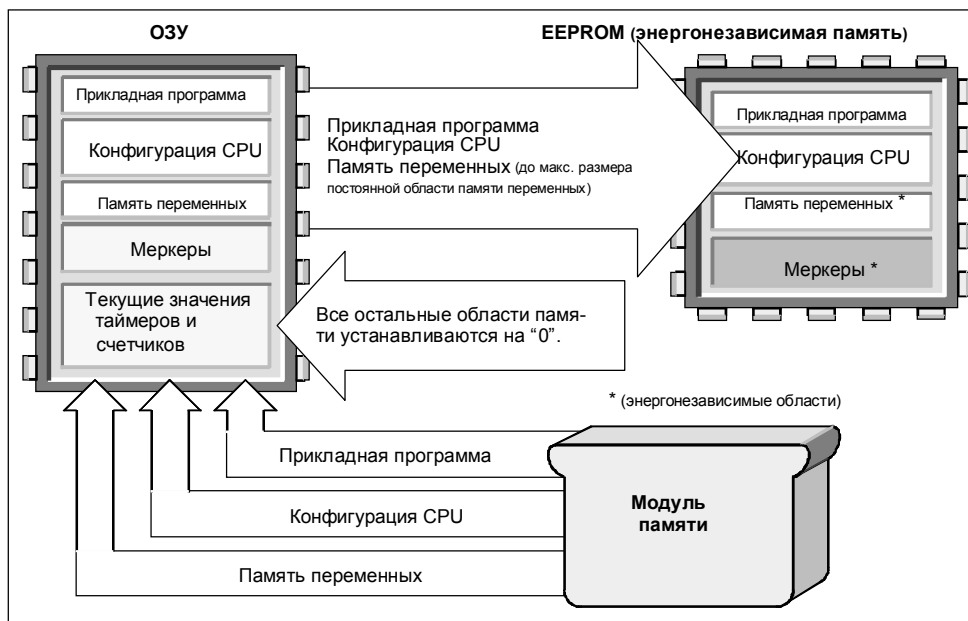 ОЗУ
EEPROM (энергонезависимая память)
Прикладная программа
Конфигурация CPU
Память переменных
Меркеры
Текущие значения
таймеров и
счетчиков
Прикладная программа
Конфигурация CPU
Память переменных (до макс. размера
постоянной области памяти переменных)
Прикладная программа
Конфигурация CPU
Память переменных *
Меркеры *
Все остальные области памя-
ти устанавливаются на “0”.
* (энергонезависимые области)
Прикладная программа
Конфигурация CPU
Память переменных
Модуль
памяти